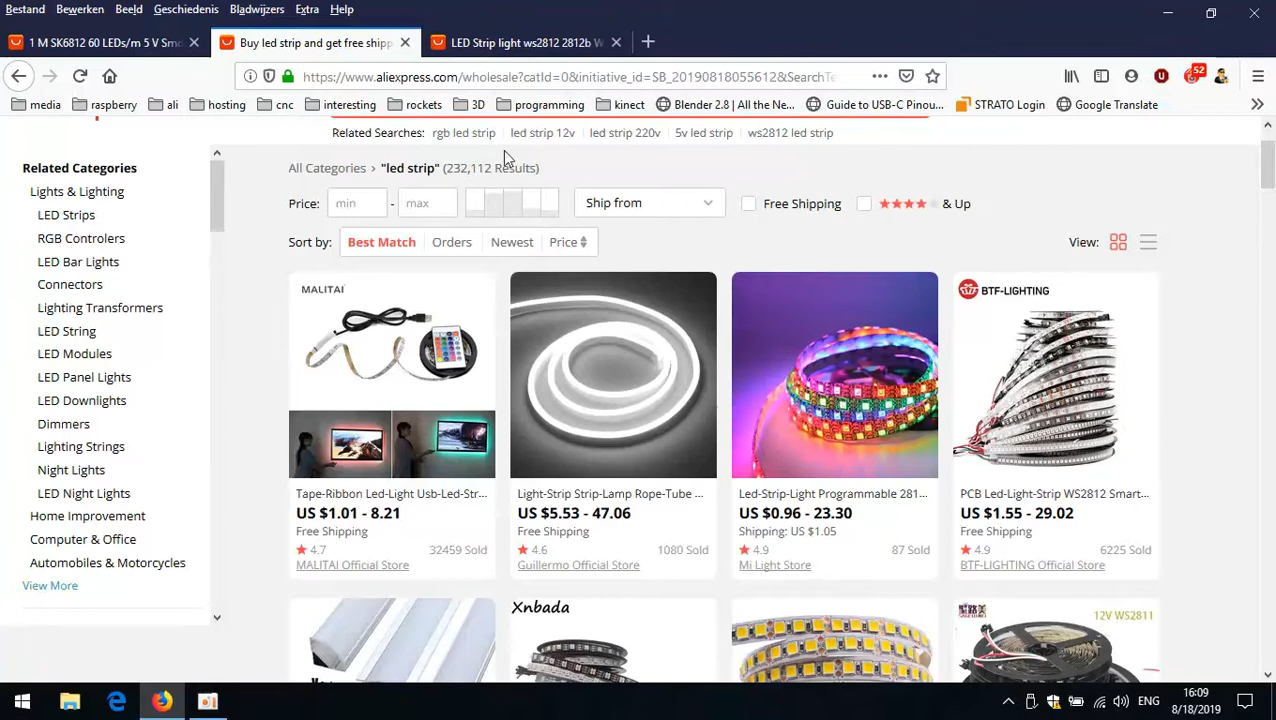 Bestand Bewerken Beeld Geschiedenis Bladwijzers Extra Help
1 M SK6812 60 LEDs/m 5 V Smo
Buy led strip and get free shipp
LED Strip light ws2812 2812b W
https://www.aliexpress.com/wholesale?catId=0&initiative_id=SB_20190818055612&SearchTe
52
media raspberry ali hosting cnc interesting rockets 3D programming kinect Blender 2.8 | All the Ne... Guide to USB-C Pinou... STRATO Login Google Translate
Related Searches: rgb led strip led strip 12v led strip 220v 5v led strip ws2812 led strip
Related Categories
Lights & Lighting
LED Strips
RGB Controlers
LED Bar Lights
Connectors
Lighting Transformers
LED String
LED Modules
LED Panel Lights
LED Downlights
Dimmers
Lighting Strings
Night Lights
LED Night Lights
Home Improvement
Computer & Office
Automobiles & Motorcycles
View More
All Categories > "led strip" (232,112 Results)
Price: min - max Ship from Free Shipping & Up
Sort by: Best Match Orders Newest Price View:
MALITAI
Tape-Ribbon Led-Light Usb-Led-Str...
US $1.01 - 8.21
Free Shipping
4.7 32459 Sold
MALITAI Official Store
Light-Strip Strip-Lamp Rope-Tube ...
US $5.53 - 47.06
Free Shipping
4.6 1080 Sold
Guillermo Official Store
Led-Strip-Light Programmable 281...
US $0.96 - 23.30
Shipping: US $1.05
4.9 87 Sold
Mi Light Store
BTF-LIGHTING
PCB Led-Light-Strip WS2812 Smart...
US $1.55 - 29.02
Free Shipping
4.9 6225 Sold
BTF-LIGHTING Official Store
Xnbada
12V WS2811
ENG
16:09
8/18/2019